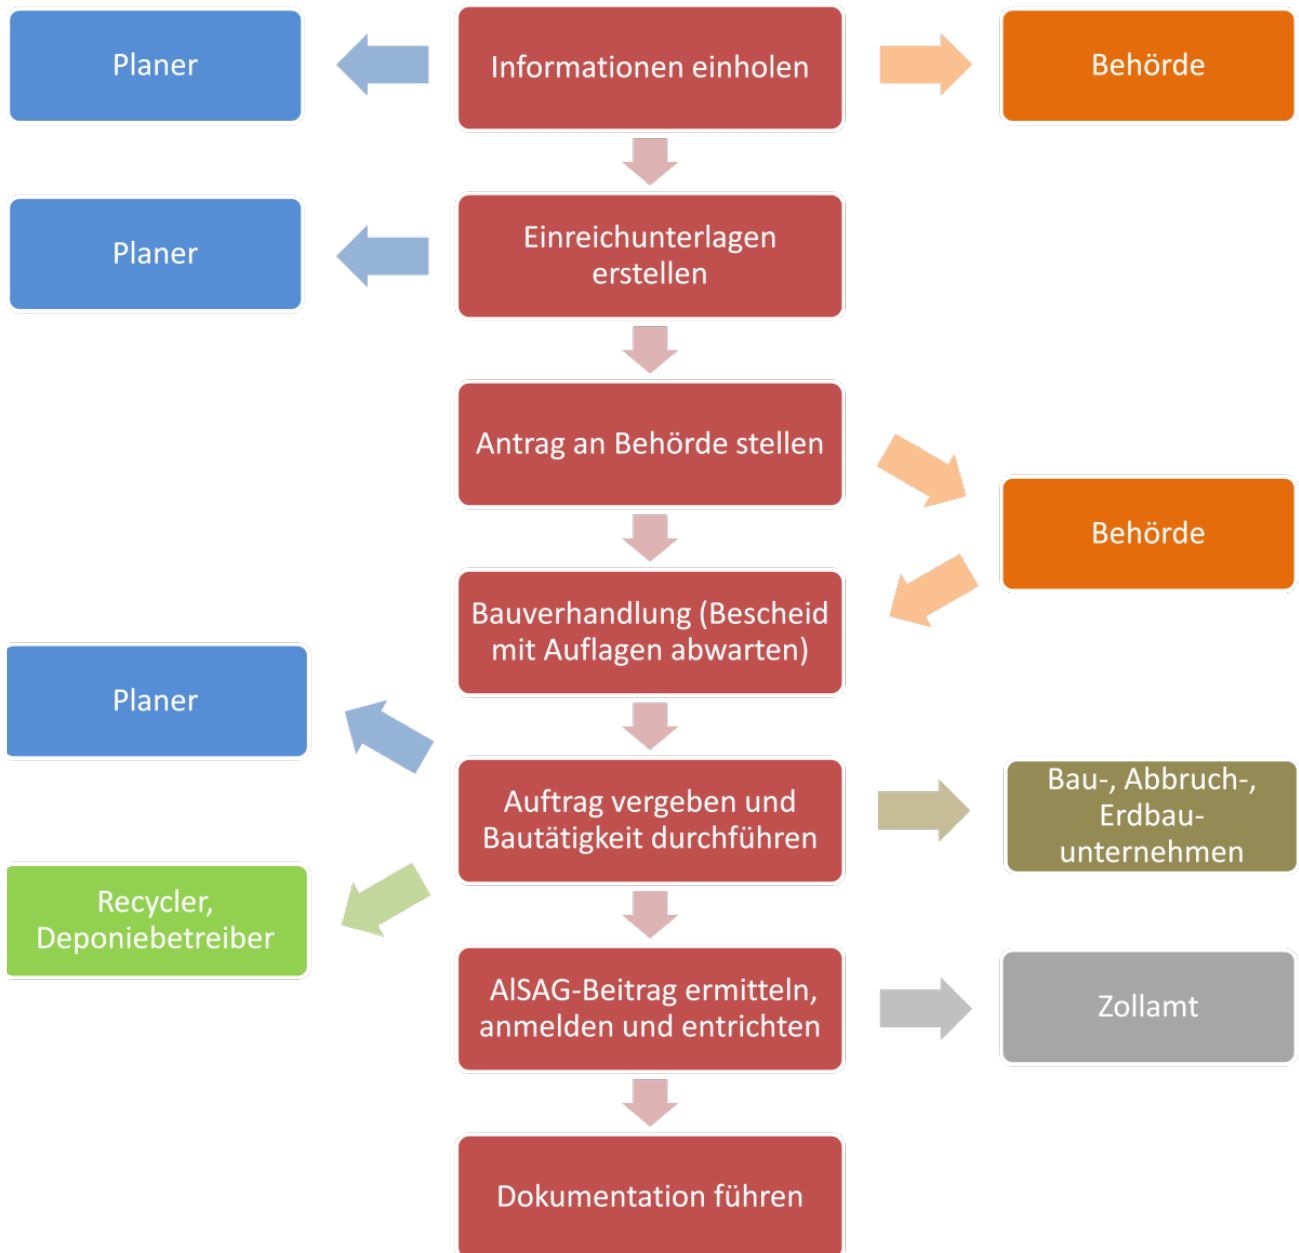 Planer
Informationen einholen
Behörde
Planer
Einreichunterlagen
erstellen
Antrag an Behörde stellen
Behörde
Bauverhandlung (Bescheid
mit Auflagen abwarten)
Planer
Auftrag vergeben und
Bautätigkeit durchführen
Bau-, Abbruch-,
Erdbau-
unternehmen
Recycler,
Deponiebetreiber
AlSAG-Beitrag ermitteln,
anmelden und entrichten
Zollamt
Dokumentation führen